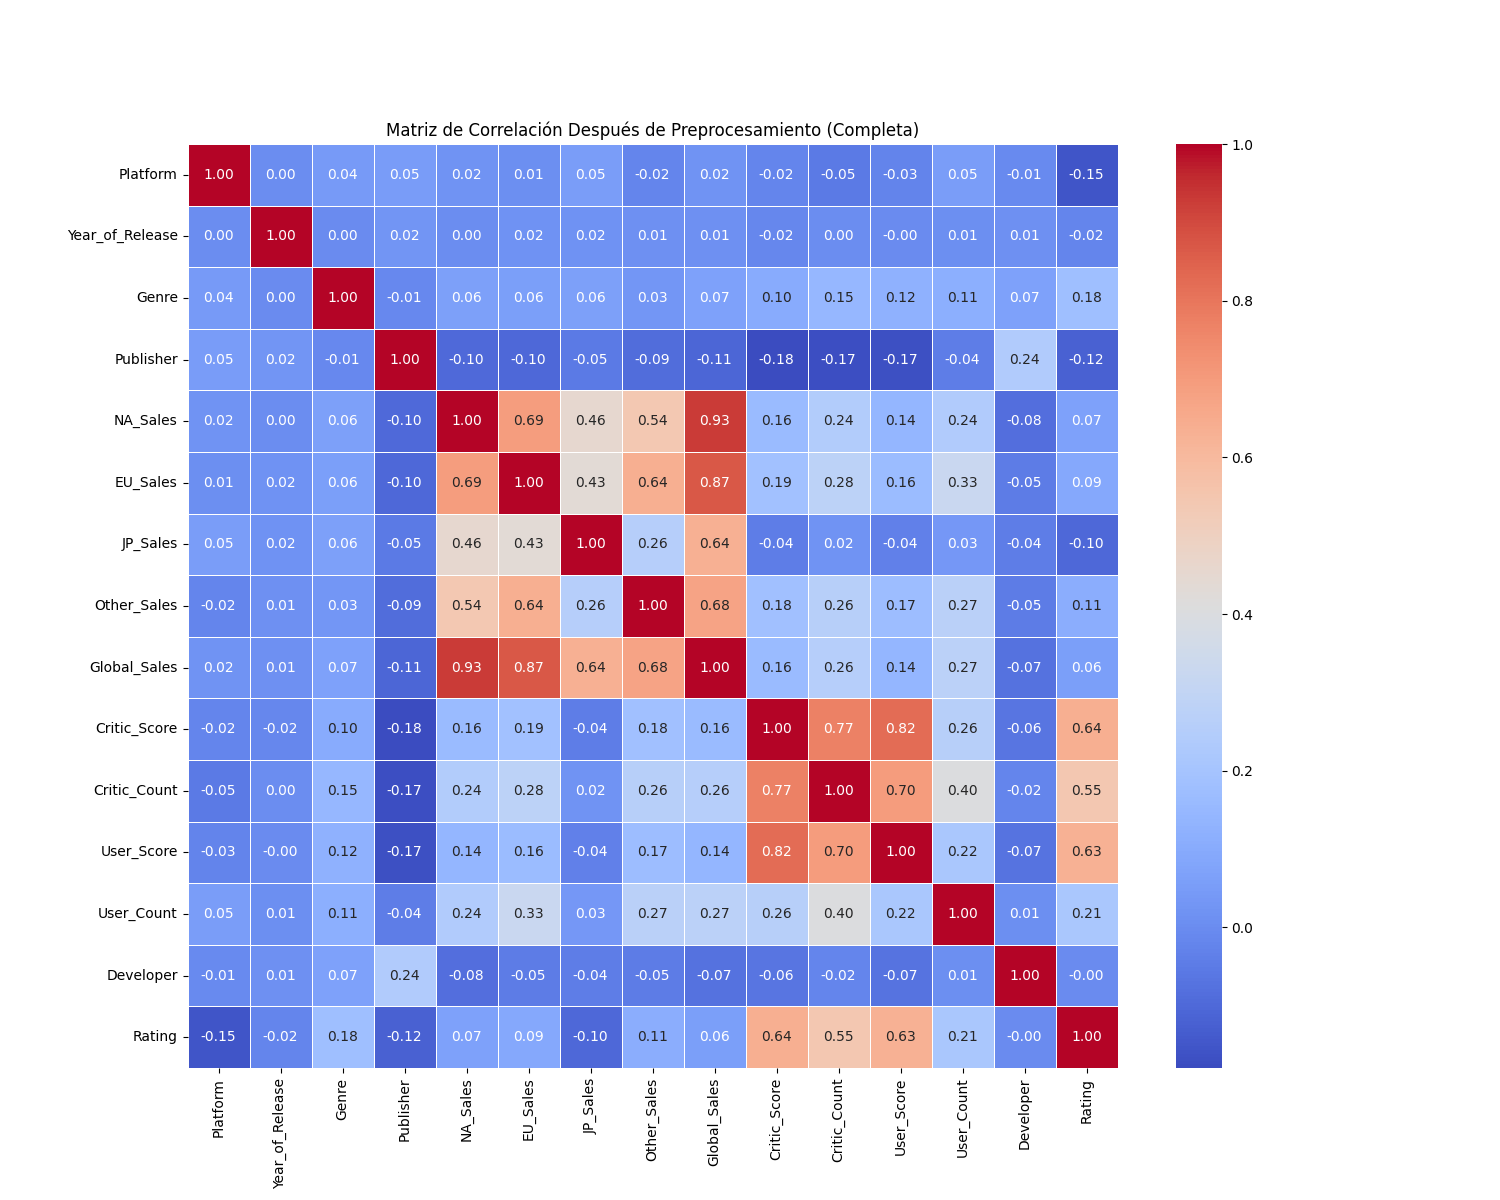 Matriz de Correlación Después de Preprocesamiento (Completa)
Platform 1.00 0.00 0.04 0.05 0.02 0.01 0.05 -0.02 0.02 -0.02 -0.05 -0.03 0.05 -0.01 -0.15
Year_of_Release 0.00 1.00 0.00 0.02 0.00 0.02 0.02 0.01 0.01 -0.02 0.00 -0.00 0.01 0.01 -0.02
Genre 0.04 0.00 1.00 -0.01 0.06 0.06 0.06 0.03 0.07 0.10 0.15 0.12 0.11 0.07 0.18
Publisher 0.05 0.02 -0.01 1.00 -0.10 -0.10 -0.05 -0.09 -0.11 -0.18 -0.17 -0.17 -0.04 0.24 -0.12
NA_Sales 0.02 0.00 0.06 -0.10 1.00 0.69 0.46 0.54 0.93 0.16 0.24 0.14 0.24 -0.08 0.07
EU_Sales 0.01 0.02 0.06 -0.10 0.69 1.00 0.43 0.64 0.87 0.19 0.28 0.16 0.33 -0.05 0.09
JP_Sales 0.05 0.02 0.06 -0.05 0.46 0.43 1.00 0.26 0.64 -0.04 0.02 -0.04 0.03 -0.04 -0.10
Other_Sales -0.02 0.01 0.03 -0.09 0.54 0.64 0.26 1.00 0.68 0.18 0.26 0.17 0.27 -0.05 0.11
Global_Sales 0.02 0.01 0.07 -0.11 0.93 0.87 0.64 0.68 1.00 0.16 0.26 0.14 0.27 -0.07 0.06
Critic_Score -0.02 -0.02 0.10 -0.18 0.16 0.19 -0.04 0.18 0.16 1.00 0.77 0.82 0.26 -0.06 0.64
Critic_Count -0.05 0.00 0.15 -0.17 0.24 0.28 0.02 0.26 0.26 0.77 1.00 0.70 0.40 -0.02 0.55
User_Score -0.03 -0.00 0.12 -0.17 0.14 0.16 -0.04 0.17 0.14 0.82 0.70 1.00 0.22 -0.07 0.63
User_Count 0.05 0.01 0.11 -0.04 0.24 0.33 0.03 0.27 0.27 0.26 0.40 0.22 1.00 0.01 0.21
Developer -0.01 0.01 0.07 0.24 -0.08 -0.05 -0.04 -0.05 -0.07 -0.06 -0.02 -0.07 0.01 1.00 -0.00
Rating -0.15 -0.02 0.18 -0.12 0.07 0.09 -0.10 0.11 0.06 0.64 0.55 0.63 0.21 -0.00 1.00
Platform
Year_of_Release
Genre
Publisher
NA_Sales
EU_Sales
JP_Sales
Other_Sales
Global_Sales
Critic_Score
Critic_Count
User_Score
User_Count
Developer
Rating
1.0
0.8
0.6
0.4
0.2
0.0